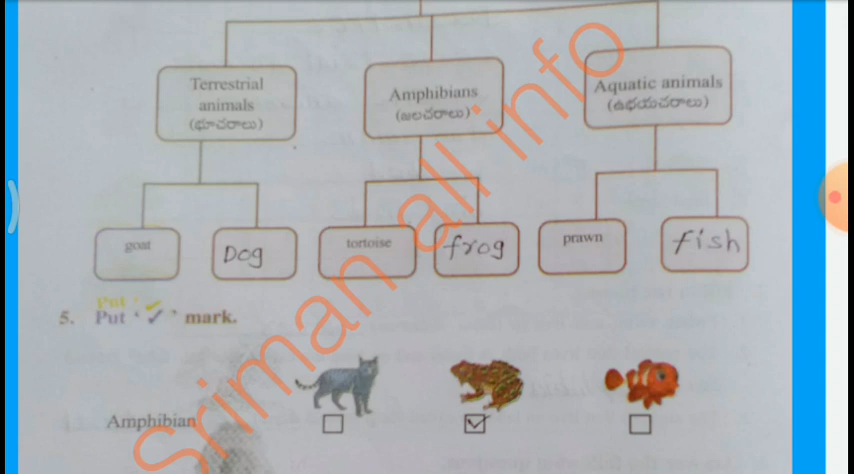 Terrestrial
animals
(భూచరాలు)
Amphibians
(జలచరాలు)
Aquatic animals
(ఉభయచరాలు)
goat
Dog
tortoise
frog
prawn
fish
5. Put ‘ ✓ ’ mark.
Amphibian
Sriman all info